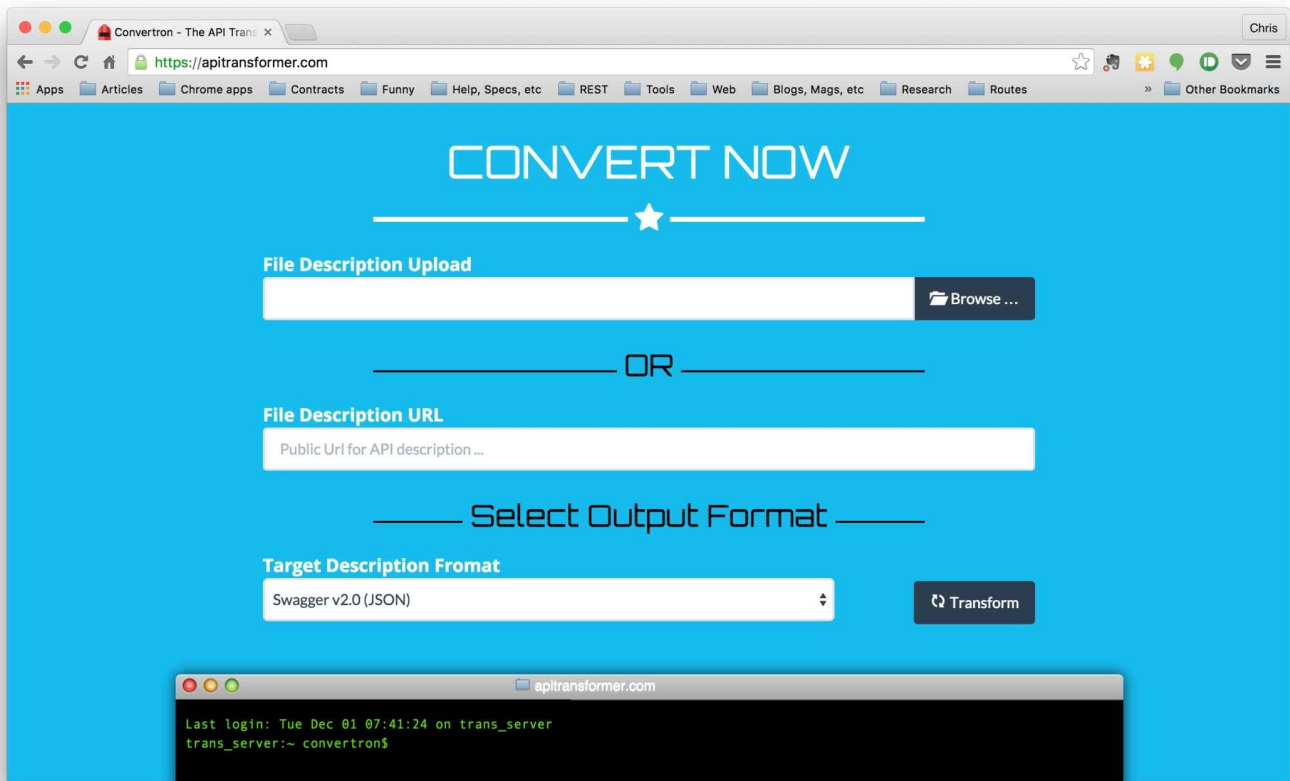 Convertron - The API Trans
Chris
https://apitransformer.com
Apps Articles Chrome apps Contracts Funny Help, Specs, etc REST Tools Web Blogs, Mags, etc Research Routes » Other Bookmarks
CONVERT NOW
File Description Upload
Browse ...
OR
File Description URL
Public Url for API description ...
Select Output Format
Target Description Fromat
Swagger v2.0 (JSON)
Transform
apitransformer.com
Last login: Tue Dec 01 07:41:24 on trans_server
trans_server:~ convertron$